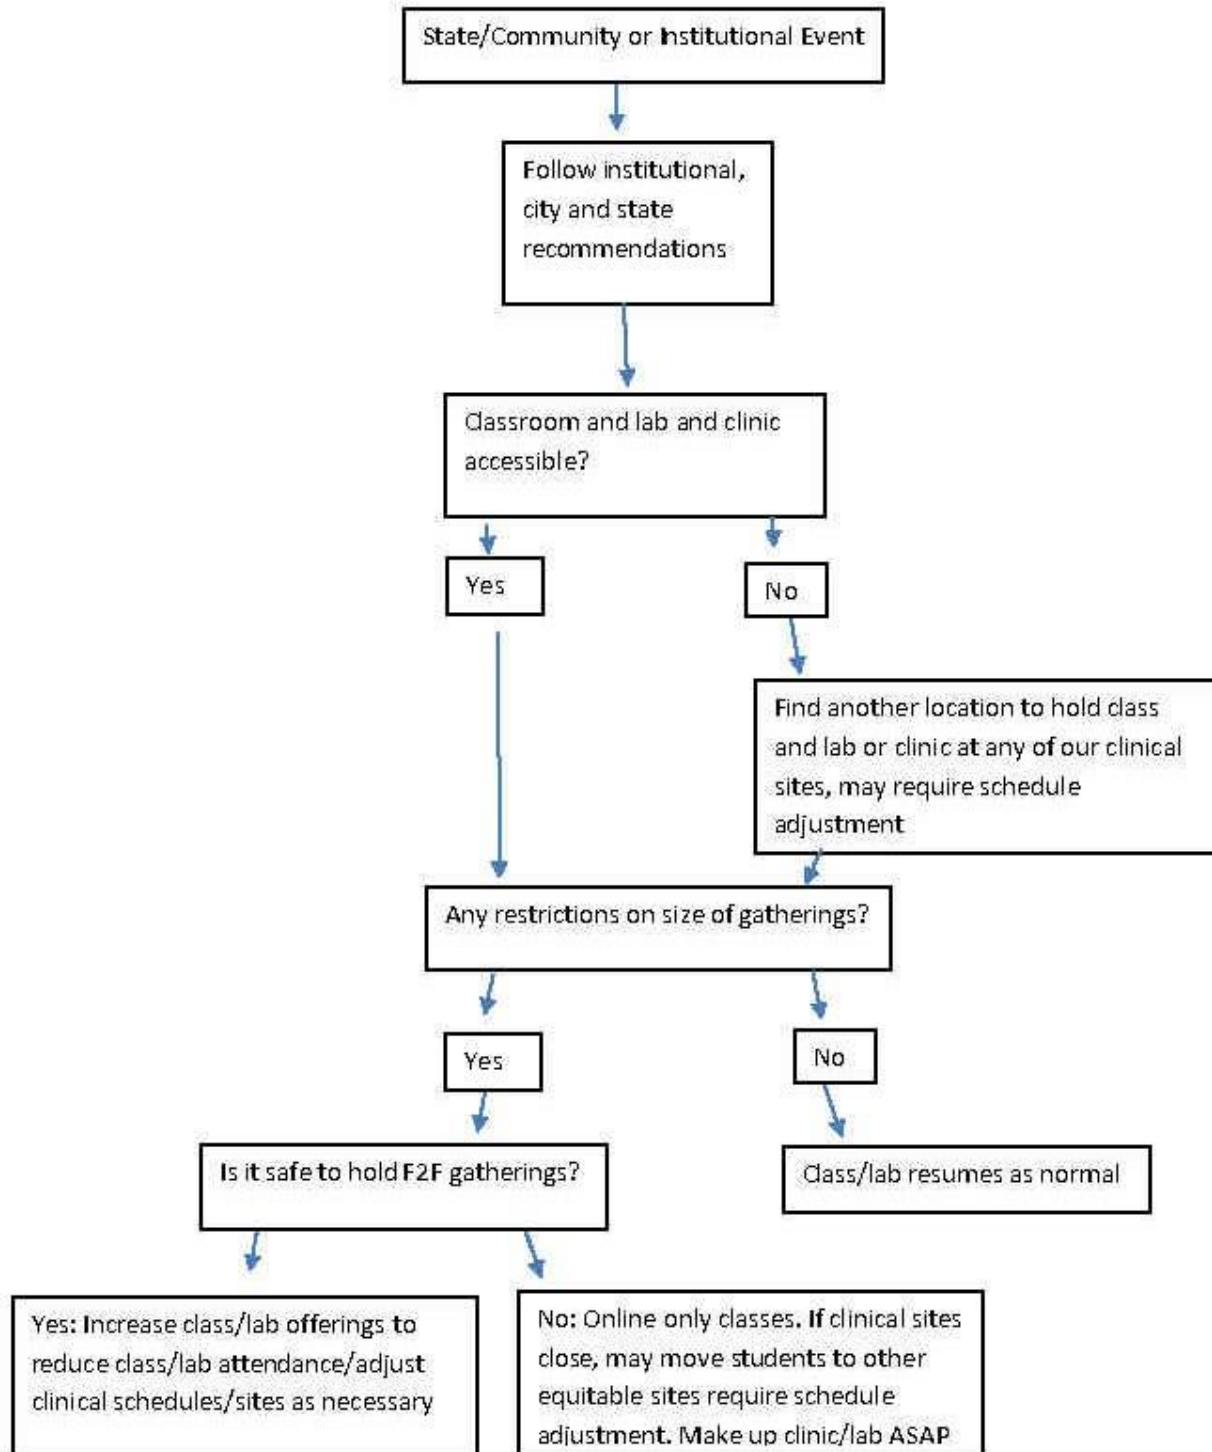 State/Community or Institutional Event
Follow institutional,
city and state
recommendations
Classroom and lab and clinic
accessible?
Yes
No
Find another location to hold class
and lab or clinic at any of our clinical
sites, may require schedule
adjustment
Any restrictions on size of gatherings?
Yes
No
Is it safe to hold F2F gatherings?
Class/lab resumes as normal
Yes: Increase class/lab offerings to
reduce class/lab attendance/adjust
clinical schedules/sites as necessary
No: Online only classes. If clinical sites
close, may move students to other
equitable sites require schedule
adjustment. Make up clinic/lab ASAP